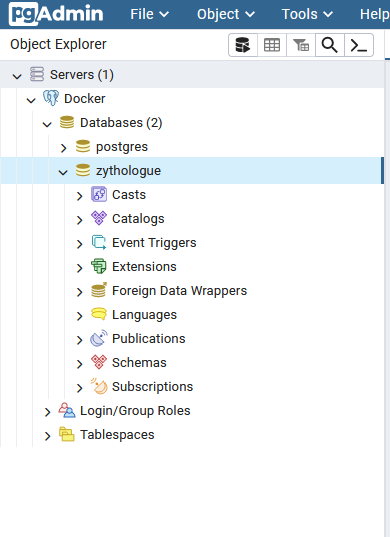 pgAdmin File Object Tools Help
Object Explorer
Servers (1)
Docker
Databases (2)
postgres
zythologue
Casts
Catalogs
Event Triggers
Extensions
Foreign Data Wrappers
Languages
Publications
Schemas
Subscriptions
Login/Group Roles
Tablespaces